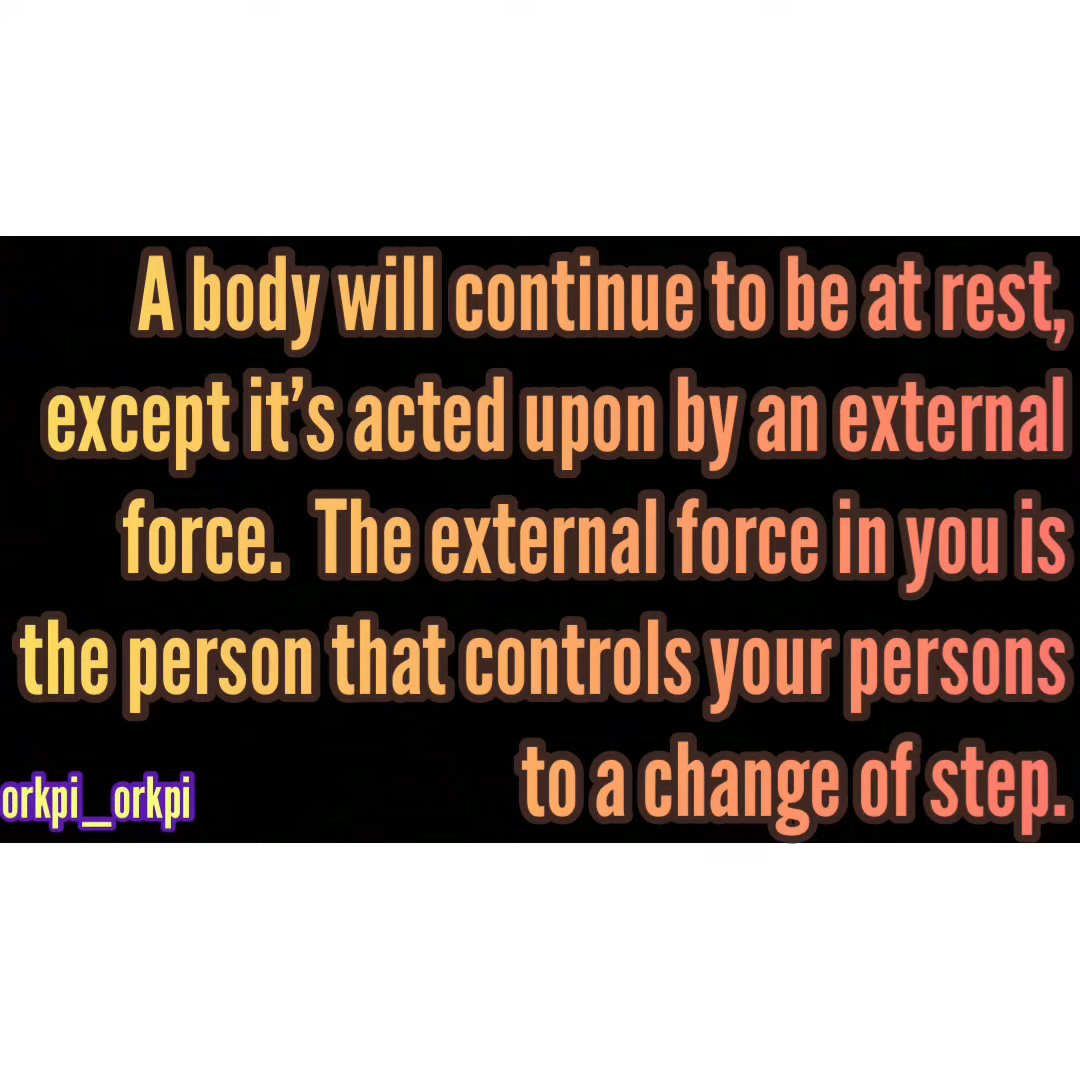 A body will continue to be at rest,
except it’s acted upon by an external
force.  The external force in you is
the person that controls your persons
to a change of step.
orkpi_orkpi